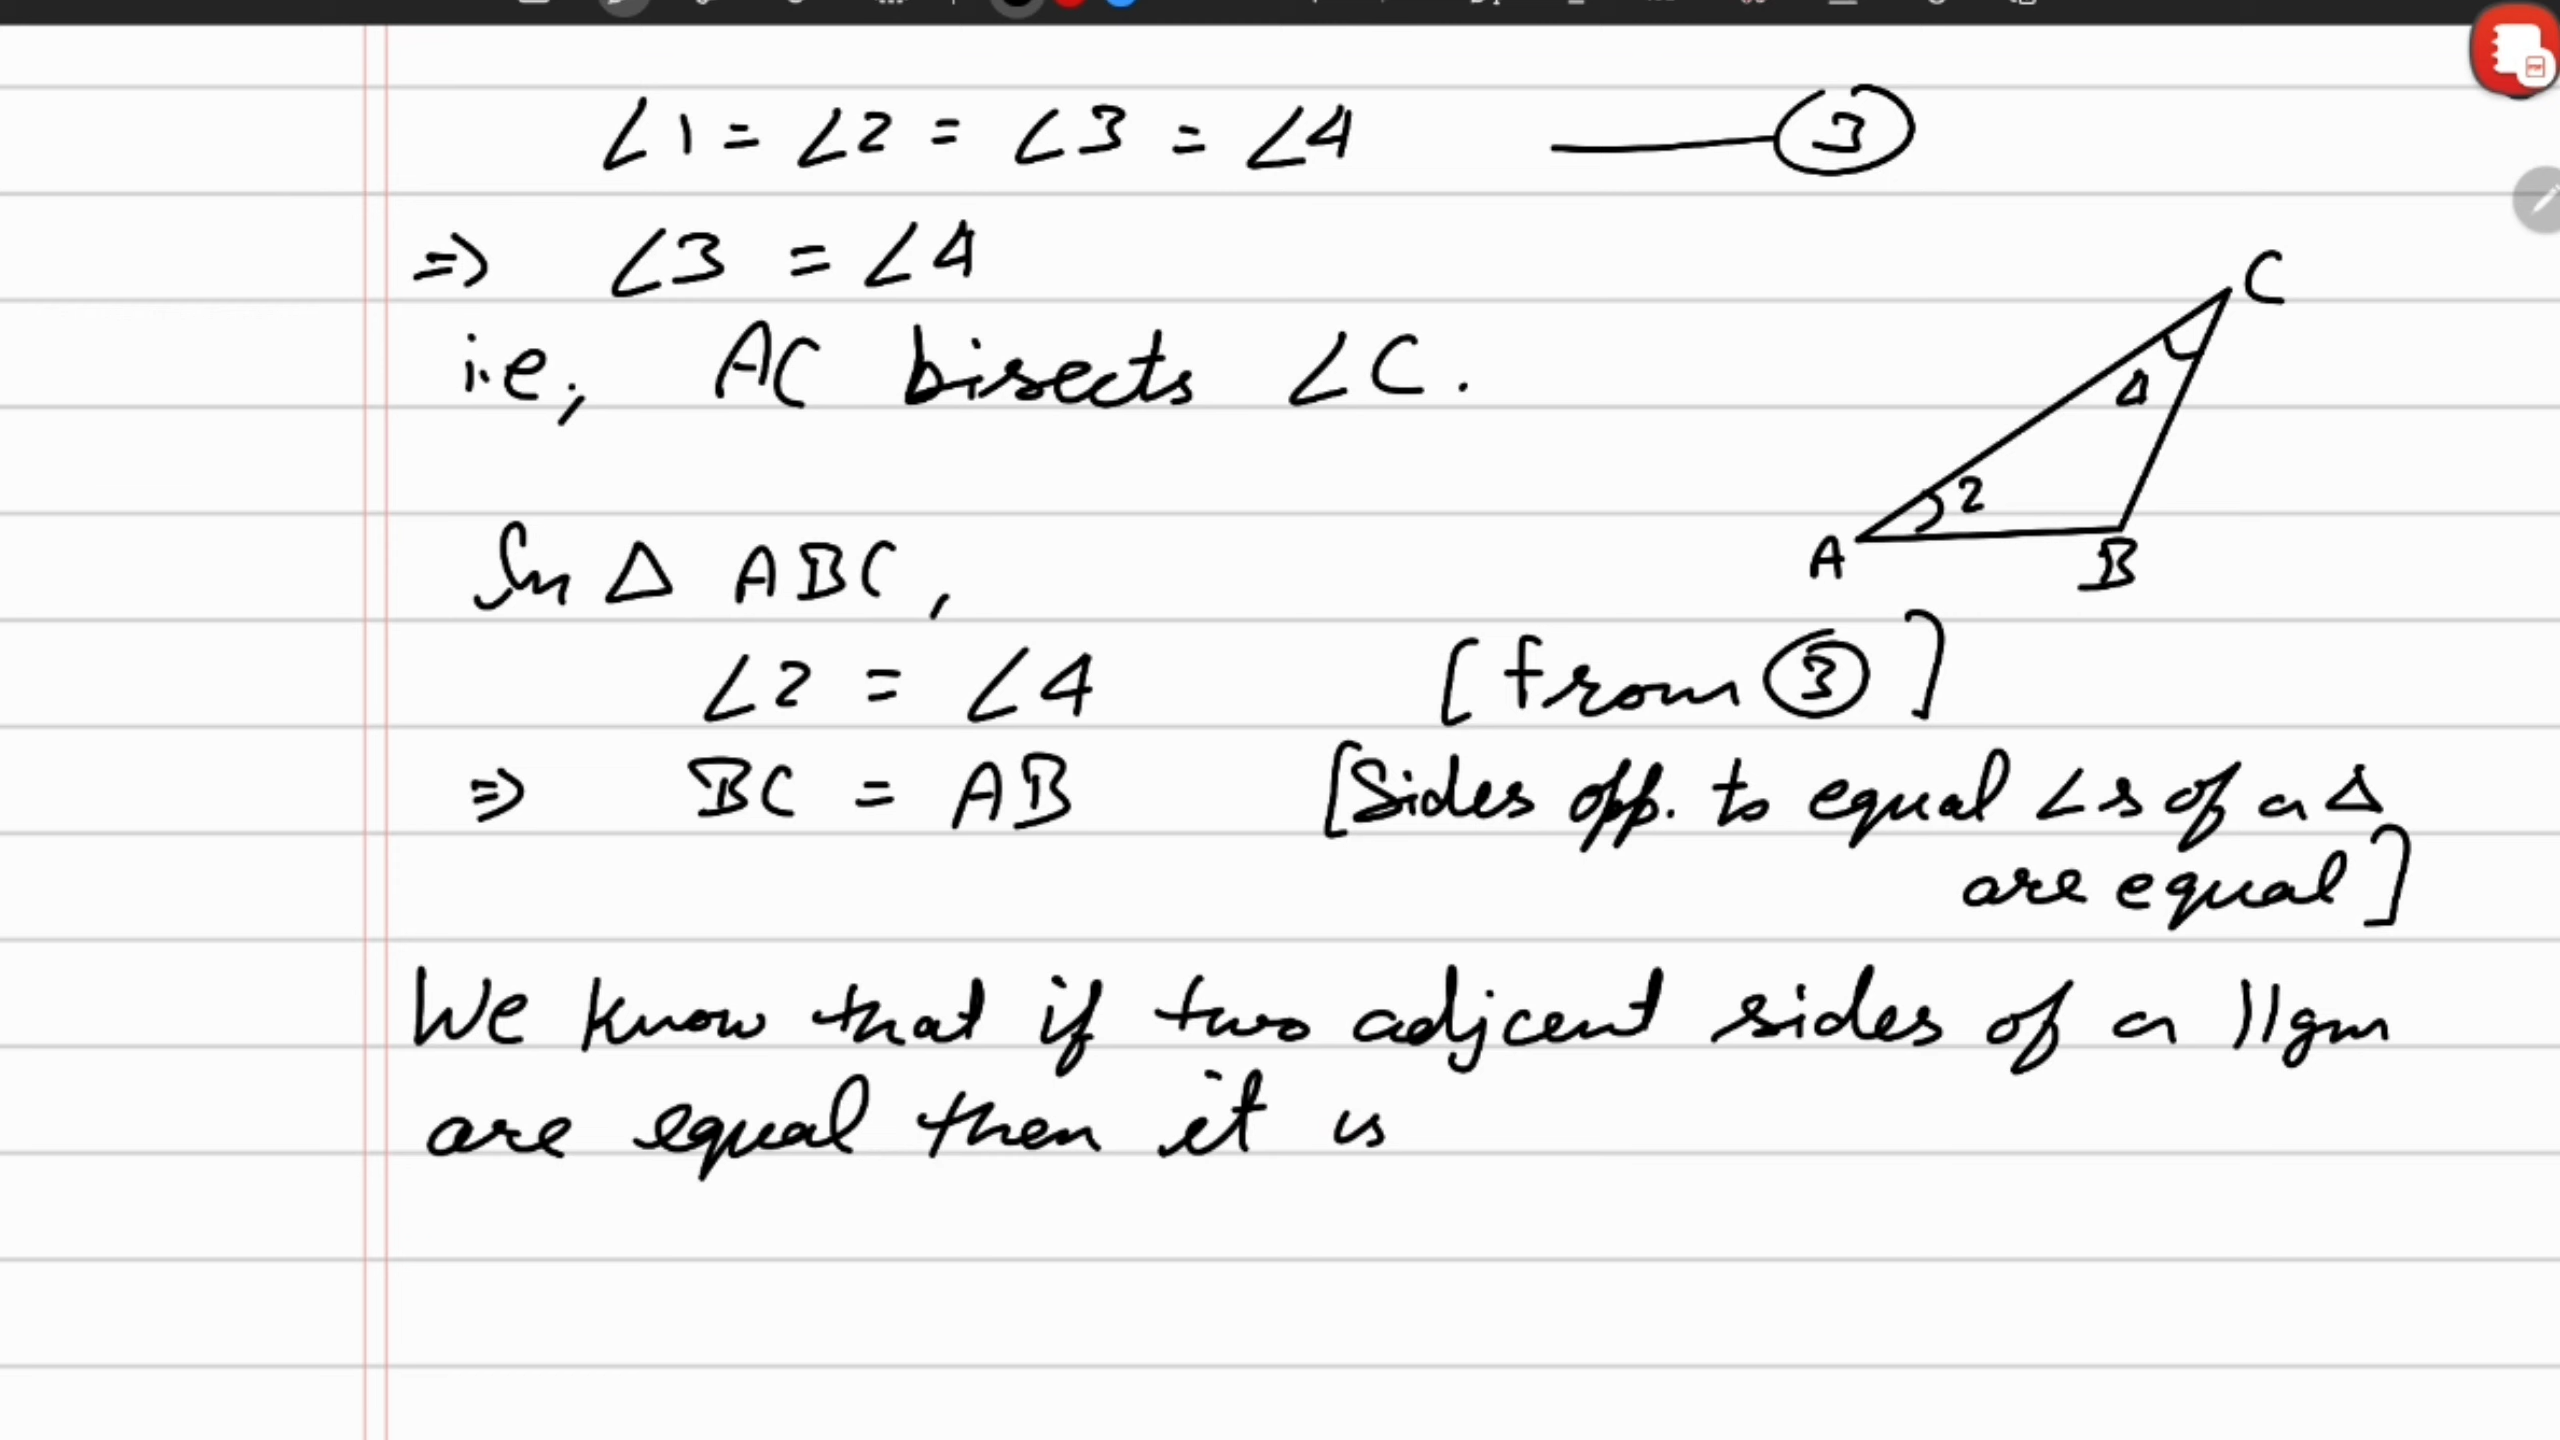 ∠1 = ∠2 = ∠3 = ∠4 —— ③
⇒ ∠3 = ∠4
i.e, AC bisects ∠C.
C
4
2
A
B
In △ ABC,
∠2 = ∠4 [from ③]
⇒ BC = AB [Sides opp. to equal ∠s of a △
are equal]
We know that if two adjcent sides of a ||gm
are equal then it is